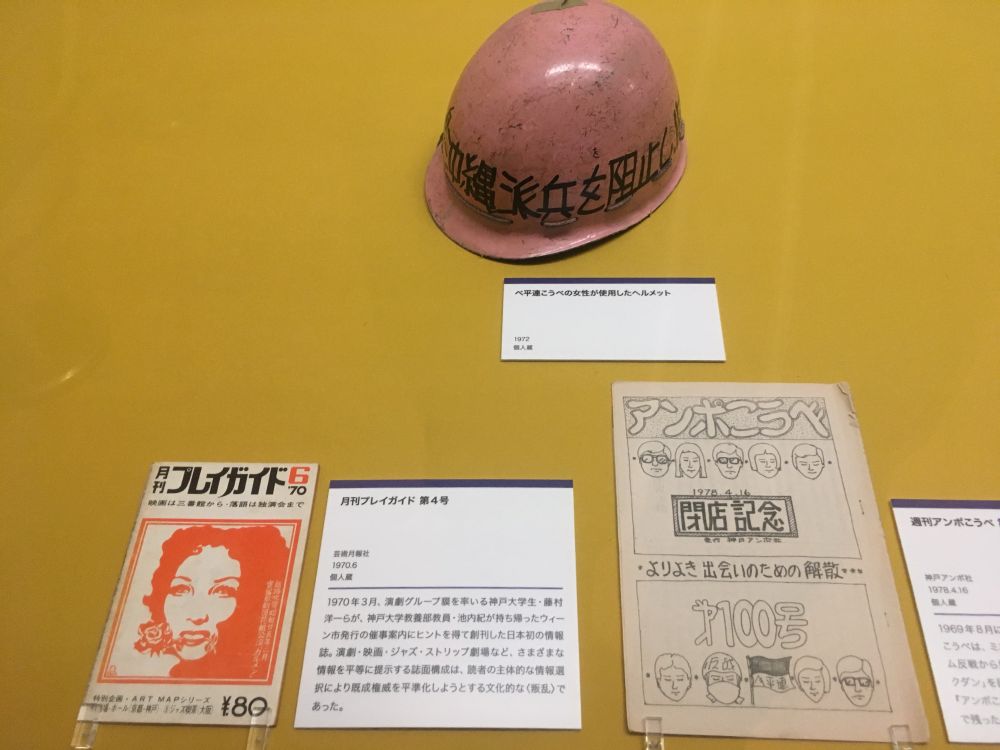 沖縄派兵を阻止し
ベ平連こうべの女性が使用したヘルメット
1972
個人蔵
月刊
プレイガイド
6
'70
映画は三番館から・落語は独演会まで
特別企画・ART MAPシリーズ
¥80
月刊プレイガイド 第4号
芸術月報社
1970.6
個人蔵
1970年3月、演劇グループ膜を率いる神戸大学生・藤村
洋一らが、神戸大学教養部教員・池内紀が持ち帰ったウィー
ン市発行の催事案内にヒントを得て創刊した日本初の情報
誌。演劇・映画・ジャズ・ストリップ劇場など、さまざまな
情報を平等に提示する誌面構成は、読者の主体的な情報選
択により既成権威を平準化しようとする文化的な〈叛乱〉で
あった。
アンポこうべ
1978.4.16
閉店記念
発行 神戸アンポ社
よりよき出会いのための解散
第100号
反戦
ベ平連
週刊アンポこうべ
神戸アンポ社
1978.4.16
個人蔵
1969年8月に
こうべは、ミ
ム反戦から
クダン」を
『アンポこ
で残った